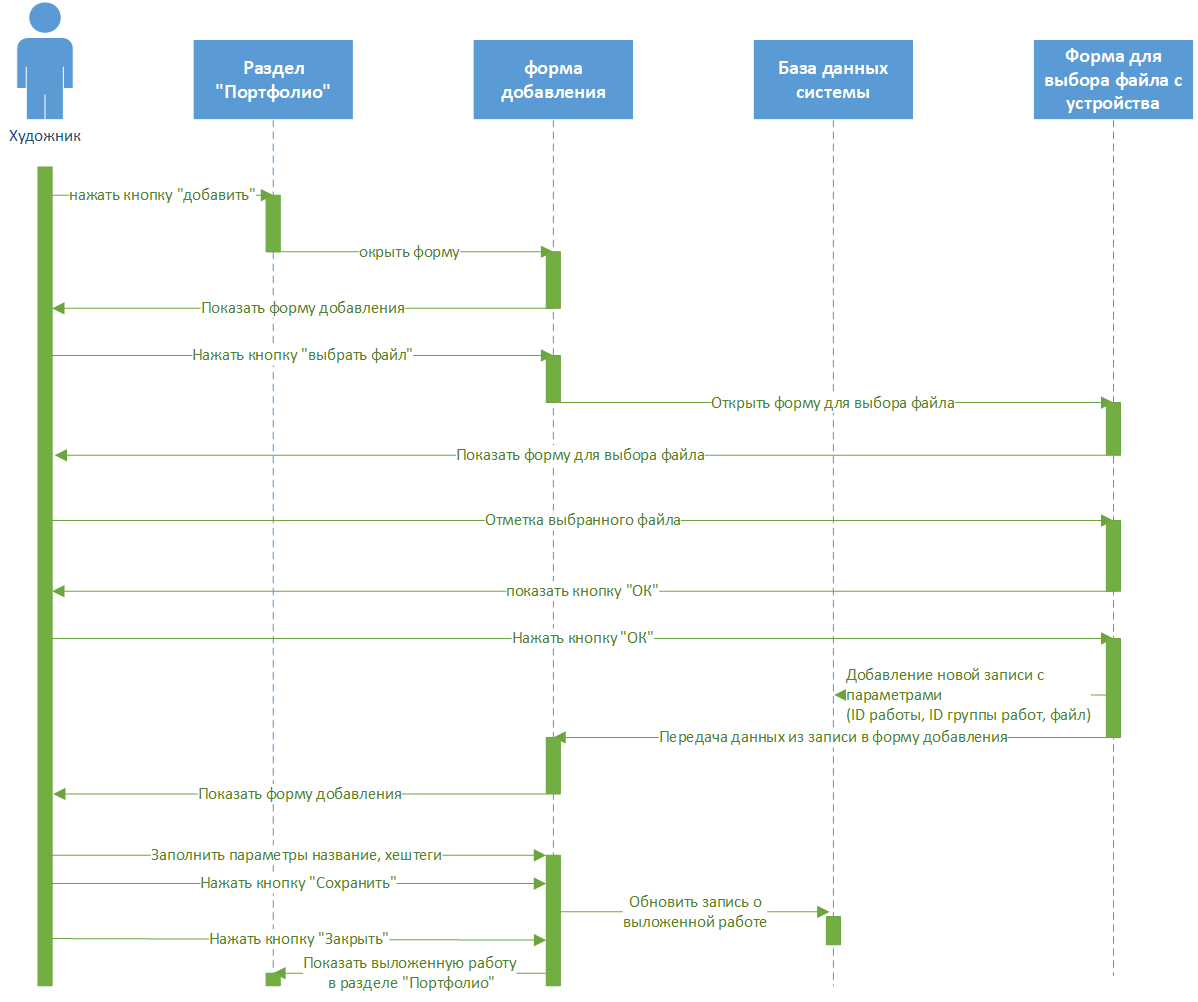 Художник
Раздел
"Портфолио"
форма
добавления
База данных
системы
Форма для
выбора файла с
устройства
нажать кнопку "добавить"
окрыть форму
Показать форму добавления
Нажать кнопку "выбрать файл"
Открыть форму для выбора файла
Показать форму для выбора файла
Отметка выбранного файла
показать кнопку "ОК"
Нажать кнопку "ОК"
Добавление новой записи с
параметрами
(ID работы, ID группы работ, файл)
Передача данных из записи в форму добавления
Показать форму добавления
Заполнить параметры название, хештеги
Нажать кнопку "Сохранить"
Обновить запись о
выложенной работе
Нажать кнопку "Закрыть"
Показать выложенную работу
в разделе "Портфолио"